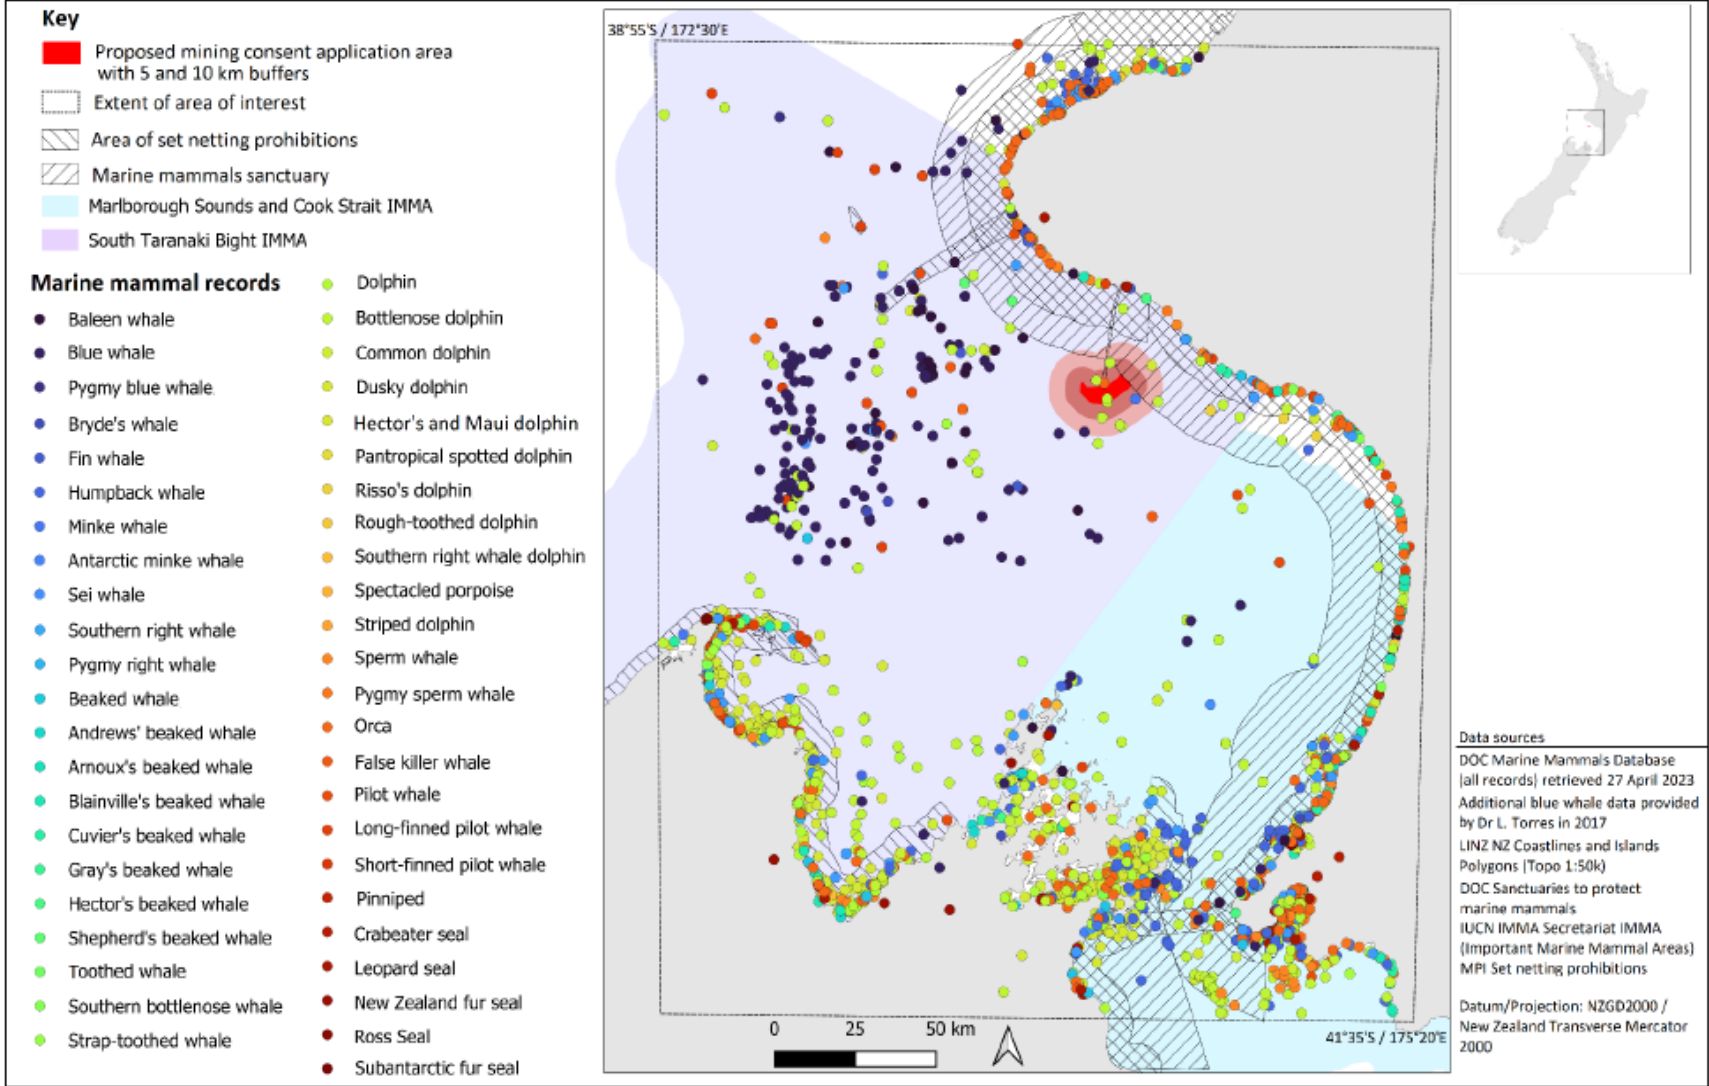 Key
Proposed mining consent application area
with 5 and 10 km buffers
Extent of area of interest
Area of set netting prohibitions
Marine mammals sanctuary
Marlborough Sounds and Cook Strait IMMA
South Taranaki Bight IMMA
Marine mammal records
Baleen whale
Blue whale
Pygmy blue whale
Bryde's whale
Fin whale
Humpback whale
Minke whale
Antarctic minke whale
Sei whale
Southern right whale
Pygmy right whale
Beaked whale
Andrews' beaked whale
Arnoux's beaked whale
Blainville's beaked whale
Cuvier's beaked whale
Gray's beaked whale
Hector's beaked whale
Shepherd's beaked whale
Toothed whale
Southern bottlenose whale
Strap-toothed whale
Dolphin
Bottlenose dolphin
Common dolphin
Dusky dolphin
Hector's and Maui dolphin
Pantropical spotted dolphin
Risso's dolphin
Rough-toothed dolphin
Southern right whale dolphin
Spectacled porpoise
Striped dolphin
Sperm whale
Pygmy sperm whale
Orca
False killer whale
Pilot whale
Long-finned pilot whale
Short-finned pilot whale
Pinniped
Crabeater seal
Leopard seal
New Zealand fur seal
Ross Seal
Subantarctic fur seal
38°55'S / 172°30'E
0 25 50 km
41°35'S / 175°20'E
Data sources
DOC Marine Mammals Database
(all records) retrieved 27 April 2023
Additional blue whale data provided
by Dr L. Torres in 2017
LINZ NZ Coastlines and Islands
Polygons (Topo 1:50k)
DOC Sanctuaries to protect
marine mammals
IUCN IMMA Secretariat IMMA
(Important Marine Mammal Areas)
MPI Set netting prohibitions
Datum/Projection: NZGD2000 /
New Zealand Transverse Mercator
2000